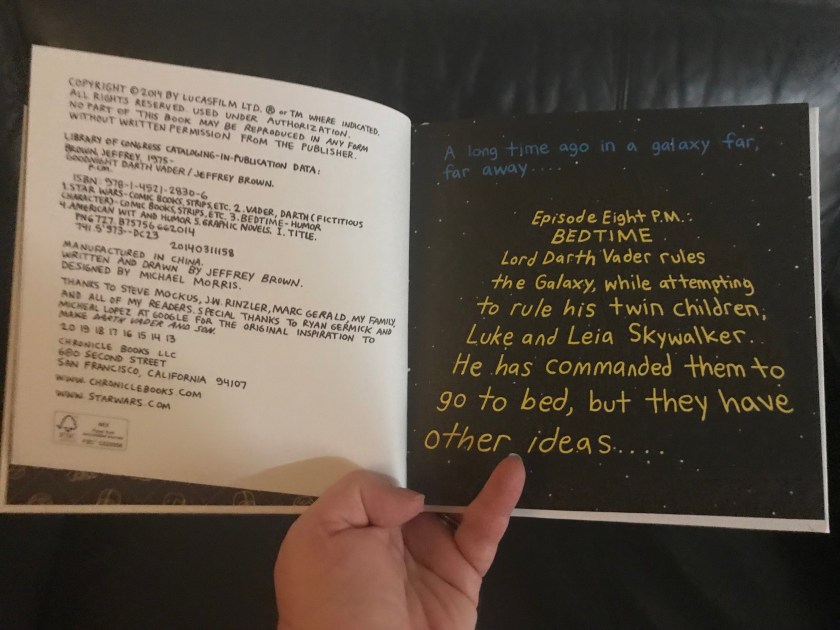 COPYRIGHT © 2014 BY LUCASFILM LTD. ® or TM WHERE INDICATED.
ALL RIGHTS RESERVED. USED UNDER AUTHORIZATION.
NO PART OF THIS BOOK MAY BE REPRODUCED IN ANY FORM
WITHOUT WRITTEN PERMISSION FROM THE PUBLISHER.
LIBRARY OF CONGRESS CATALOGING-IN-PUBLICATION DATA:
BROWN, JEFFREY, 1975-
GOODNIGHT DARTH VADER / JEFFREY BROWN.
P.CM.
ISBN: 978-1-4521-2830-6
1. STAR WARS-COMIC BOOKS, STRIPS, ETC. 2. VADER, DARTH (FICTITIOUS
CHARACTER)-COMIC BOOKS, STRIPS, ETC. 3. BEDTIME-HUMOR
4. AMERICAN WIT AND HUMOR 5. GRAPHIC NOVELS. I. TITLE.
PN6727.B75756 G62014
741.5'973--DC23
20140311158
MANUFACTURED IN CHINA.
WRITTEN AND DRAWN BY JEFFREY BROWN.
DESIGNED BY MICHAEL MORRIS.
THANKS TO STEVE MOCKUS, J.W. RINZLER, MARC GERALD, MY FAMILY,
AND ALL OF MY READERS. SPECIAL THANKS TO RYAN GERMICK AND
MICHEAL LOPEZ AT GOOGLE FOR THE ORIGINAL INSPIRATION TO
MAKE DARTH VADER AND SON.
20 19 18 17 16 15 14 13
CHRONICLE BOOKS LLC
680 SECOND STREET
SAN FRANCISCO, CALIFORNIA 94107
WWW.CHRONICLEBOOKS.COM
WWW.STARWARS.COM
A long time ago in a galaxy far,
far away....
Episode Eight P.M.:
BEDTIME
Lord Darth Vader rules
the Galaxy, while attempting
to rule his twin children,
Luke and Leia Skywalker.
He has commanded them to
go to bed, but they have
other ideas....